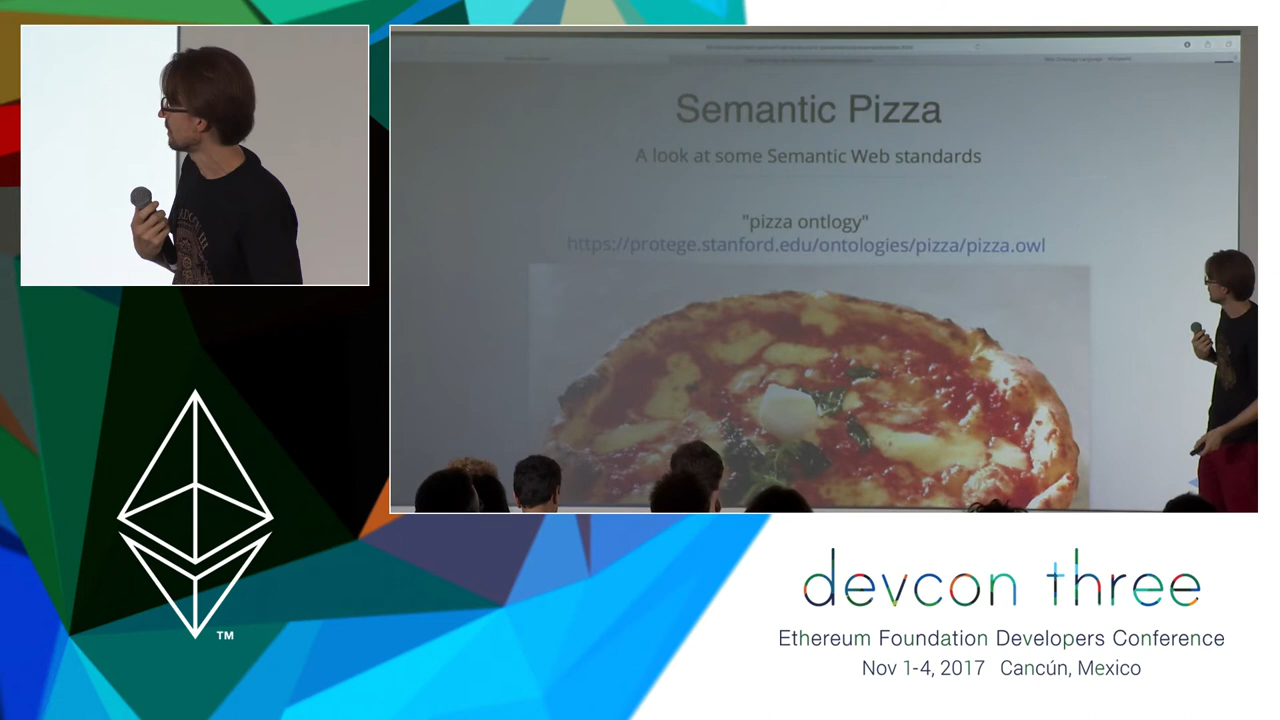 Semantic Pizza
A look at some Semantic Web standards
"pizza ontlogy"
https://protege.stanford.edu/ontologies/pizza/pizza.owl
TM
devcon three
Ethereum Foundation Developers Conference
Nov 1-4, 2017 Cancún, Mexico